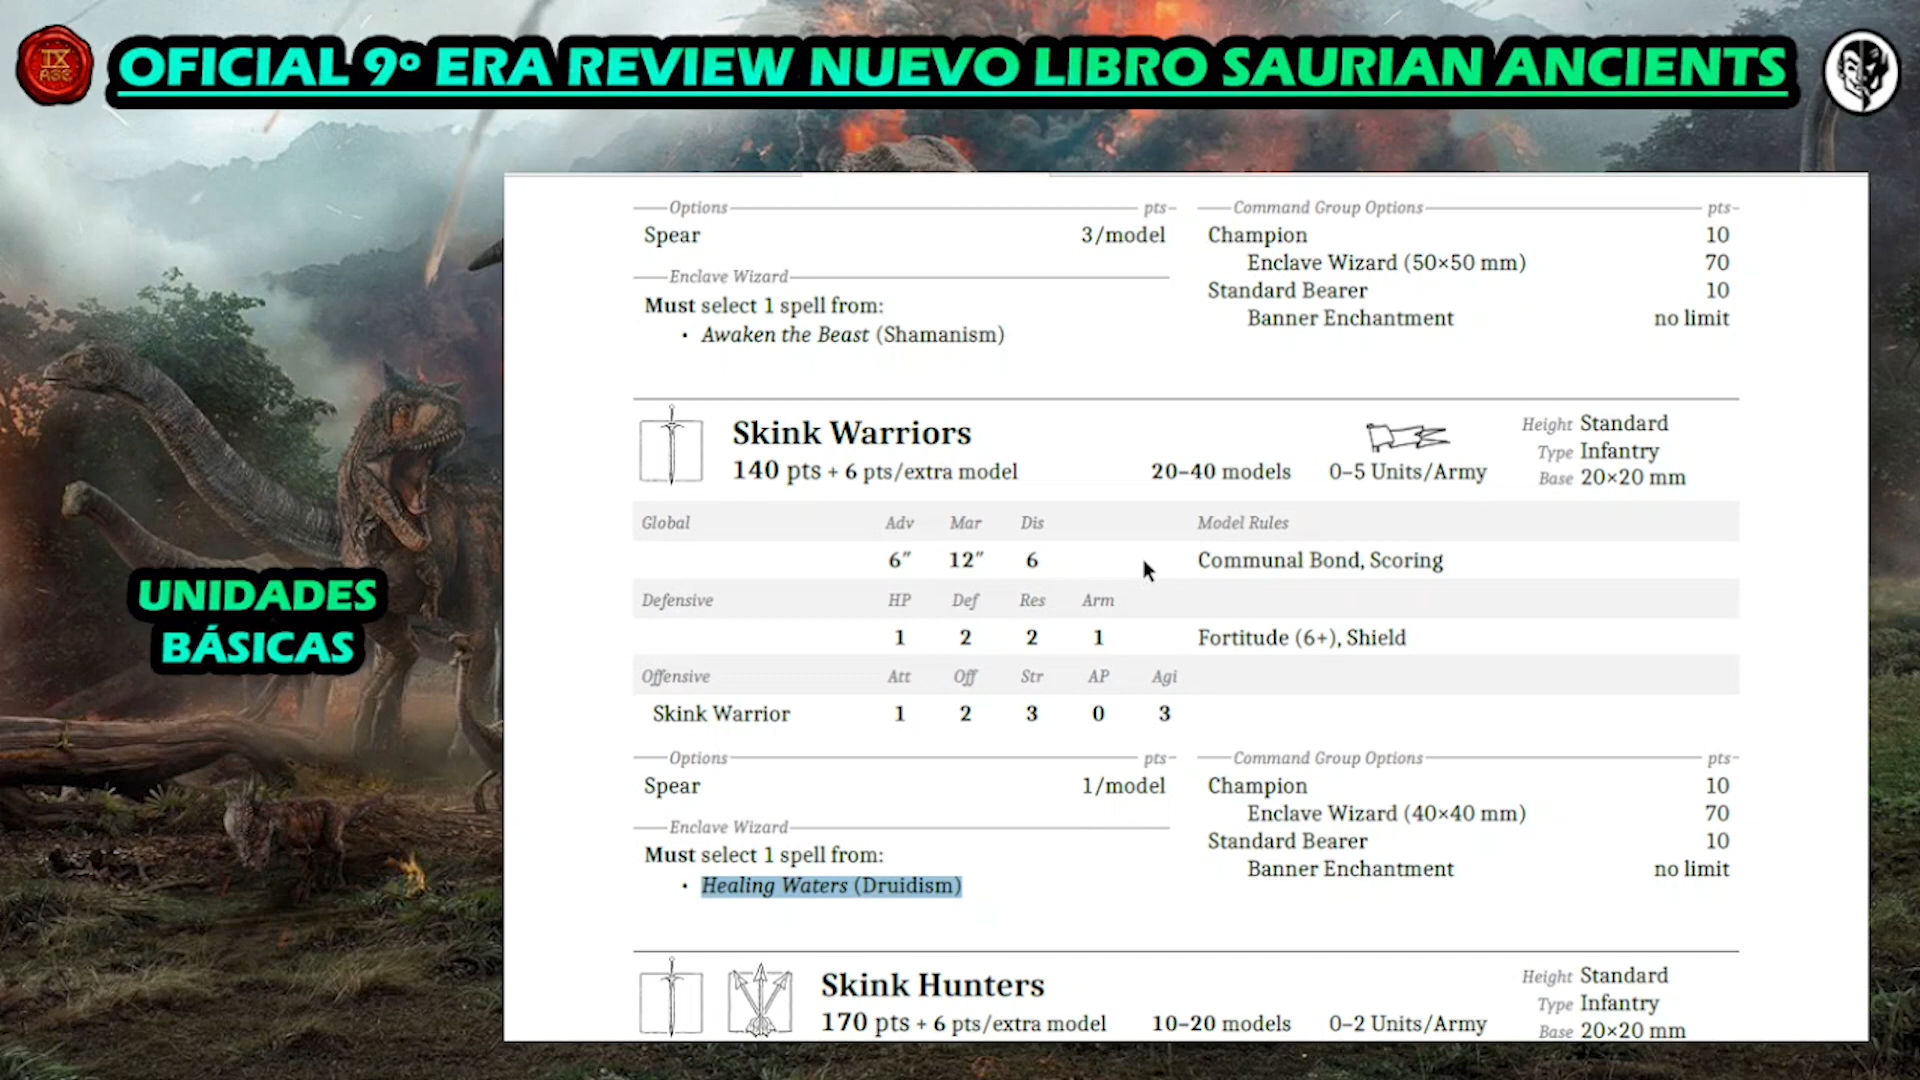 IX
AGE
OFICIAL 9º ERA REVIEW NUEVO LIBRO SAURIAN ANCIENTS
UNIDADES
BÁSICAS
Options pts
Spear 3/model
Enclave Wizard
Must select 1 spell from:
• Awaken the Beast (Shamanism)
Command Group Options pts
Champion 10
Enclave Wizard (50×50 mm) 70
Standard Bearer 10
Banner Enchantment no limit
Skink Warriors
140 pts + 6 pts/extra model 20–40 models 0–5 Units/Army
Height Standard
Type Infantry
Base 20×20 mm
Global Adv Mar Dis Model Rules
6″ 12″ 6 Communal Bond, Scoring
Defensive HP Def Res Arm
1 2 2 1 Fortitude (6+), Shield
Offensive Att Off Str AP Agi
Skink Warrior 1 2 3 0 3
Options pts
Spear 1/model
Enclave Wizard
Must select 1 spell from:
• Healing Waters (Druidism)
Command Group Options pts
Champion 10
Enclave Wizard (40×40 mm) 70
Standard Bearer 10
Banner Enchantment no limit
Skink Hunters
170 pts + 6 pts/extra model 10–20 models 0–2 Units/Army
Height Standard
Type Infantry
Base 20×20 mm